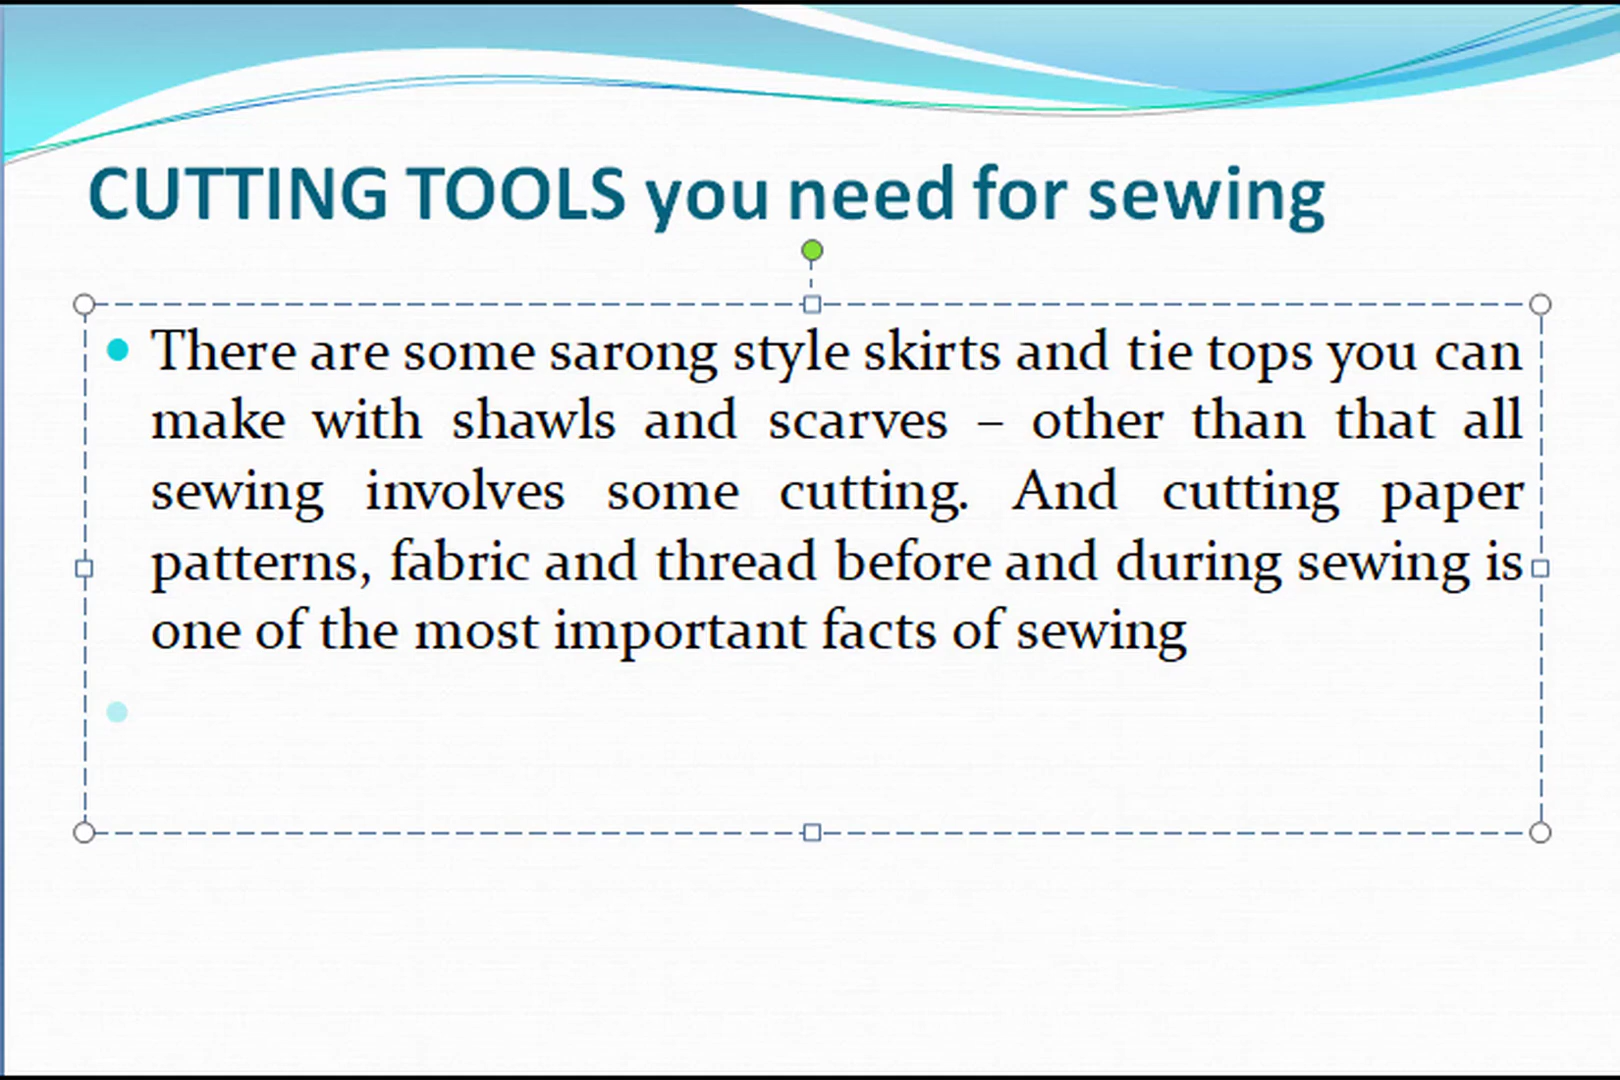 CUTTING TOOLS you need for sewing
There are some sarong style skirts and tie tops you can
make with shawls and scarves – other than that all
sewing involves some cutting. And cutting paper
patterns, fabric and thread before and during sewing is
one of the most important facts of sewing